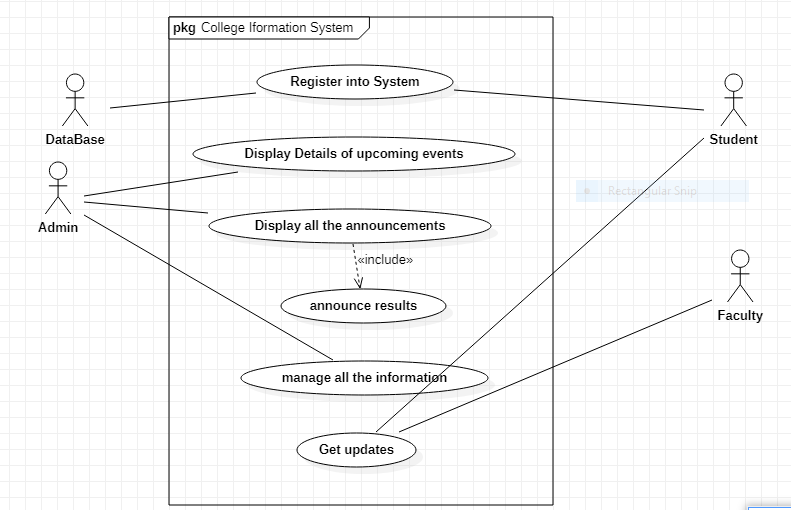 pkg College Iformation System
Register into System
DataBase
Student
Display Details of upcoming events
Rectangular Snip
Admin
Display all the announcements
«include»
announce results
Faculty
manage all the information
Get updates